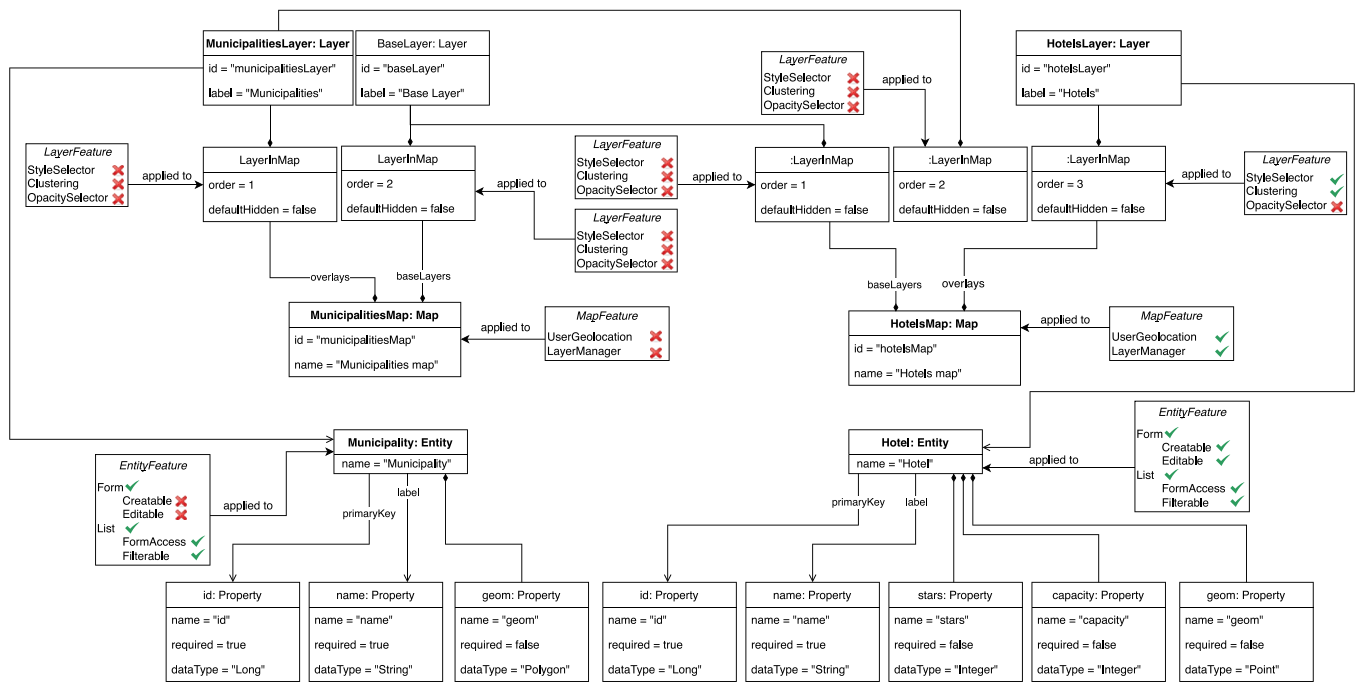 MunicipalitiesLayer: Layer
id = "municipalitiesLayer"
label = "Municipalities"
BaseLayer: Layer
id = "baseLayer"
label = "Base Layer"
LayerFeature
StyleSelector
Clustering
OpacitySelector
applied to
HotelsLayer: Layer
id = "hotelsLayer"
label = "Hotels"
LayerFeature
StyleSelector
Clustering
OpacitySelector
applied to
LayerInMap
order = 1
defaultHidden = false
LayerInMap
order = 2
defaultHidden = false
applied to
LayerFeature
StyleSelector
Clustering
OpacitySelector
applied to
LayerFeature
StyleSelector
Clustering
OpacitySelector
:LayerInMap
order = 1
defaultHidden = false
:LayerInMap
order = 2
defaultHidden = false
:LayerInMap
order = 3
defaultHidden = false
applied to
LayerFeature
StyleSelector
Clustering
OpacitySelector
overlays
baseLayers
baseLayers
overlays
MunicipalitiesMap: Map
id = "municipalitiesMap"
name = "Municipalities map"
applied to
MapFeature
UserGeolocation
LayerManager
HotelsMap: Map
id = "hotelsMap"
name = "Hotels map"
applied to
MapFeature
UserGeolocation
LayerManager
EntityFeature
Form
Creatable
Editable
List
FormAccess
Filterable
applied to
Municipality: Entity
name = "Municipality"
primaryKey
label
Hotel: Entity
name = "Hotel"
primaryKey
label
applied to
EntityFeature
Form
Creatable
Editable
List
FormAccess
Filterable
id: Property
name = "id"
required = true
dataType = "Long"
name: Property
name = "name"
required = true
dataType = "String"
geom: Property
name = "geom"
required = false
dataType = "Polygon"
id: Property
name = "id"
required = true
dataType = "Long"
name: Property
name = "name"
required = true
dataType = "String"
stars: Property
name = "stars"
required = false
dataType = "Integer"
capacity: Property
name = "capacity"
required = false
dataType = "Integer"
geom: Property
name = "geom"
required = false
dataType = "Point"